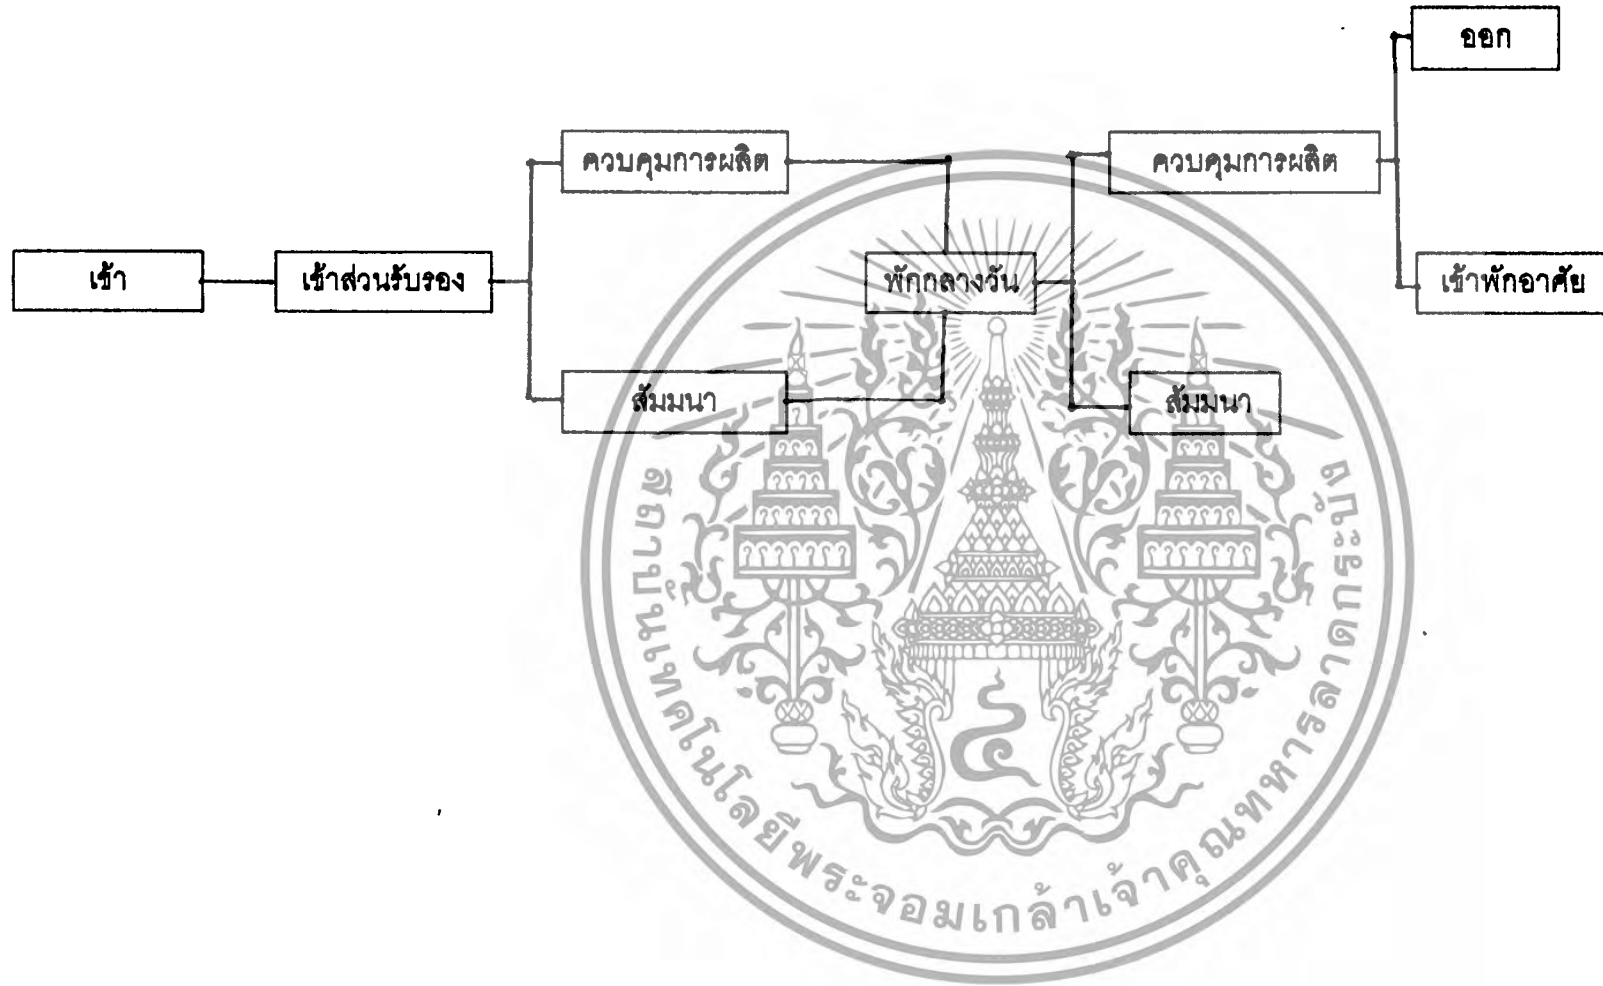 ออก
ควบคุมการผลิต
ควบคุมการผลิต
เข้า
เข้าส่วนรับรอง
พักกลางวัน
เข้าพักอาศัย
สัมมนา
สัมมนา
สถาบันเทคโนโลยีพระจอมเกล้าเจ้าคุณทหารลาดกระบัง